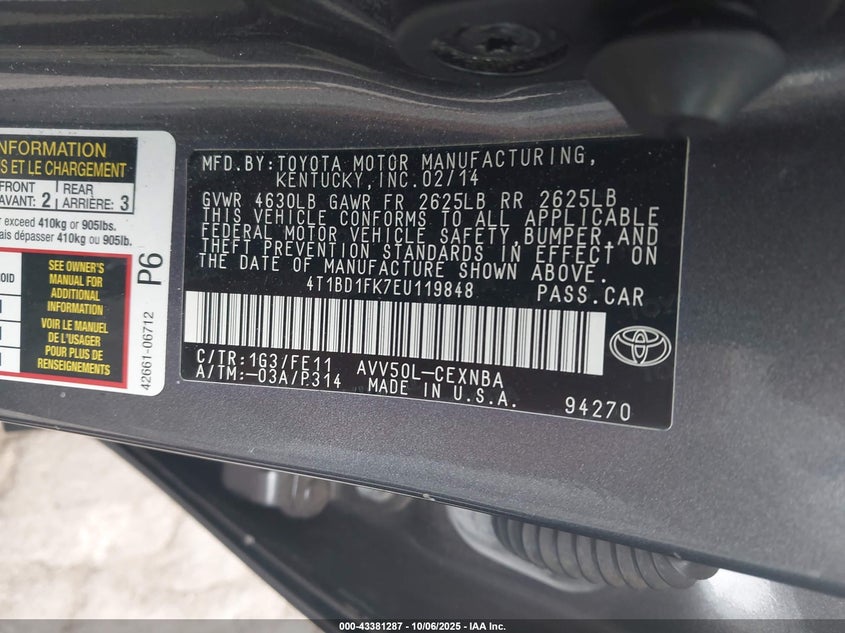 INFORMATION
S ET LE CHARGEMENT
FRONT
AVANT: 2
REAR
ARRIÈRE: 3
r exceed 410kg or 905lbs.
ais dépasser 410kg ou 905lb.
SEE OWNER'S
MANUAL FOR
ADDITIONAL
INFORMATION
VOIR LE MANUEL
DE L'USAGER
POUR PLUS DE
RENSEIGNEMENTS
P6
42661-06712
MFD.BY:TOYOTA MOTOR MANUFACTURING,
KENTUCKY,INC.02/14
GVWR 4630LB GAWR FR 2625LB RR 2625LB
THIS VEHICLE CONFORMS TO ALL APPLICABLE
FEDERAL MOTOR VEHICLE SAFETY,BUMPER,AND
THEFT PREVENTION STANDARDS IN EFFECT ON
THE DATE OF MANUFACTURE SHOWN ABOVE.
4T1BD1FK7EU119848 PASS.CAR
C/TR:1G3/FE11 AVV50L-CEXNBA
A/TM:-03A/P314 MADE IN U.S.A. 94270
000-43381287 - 10/06/2025 - IAA Inc.